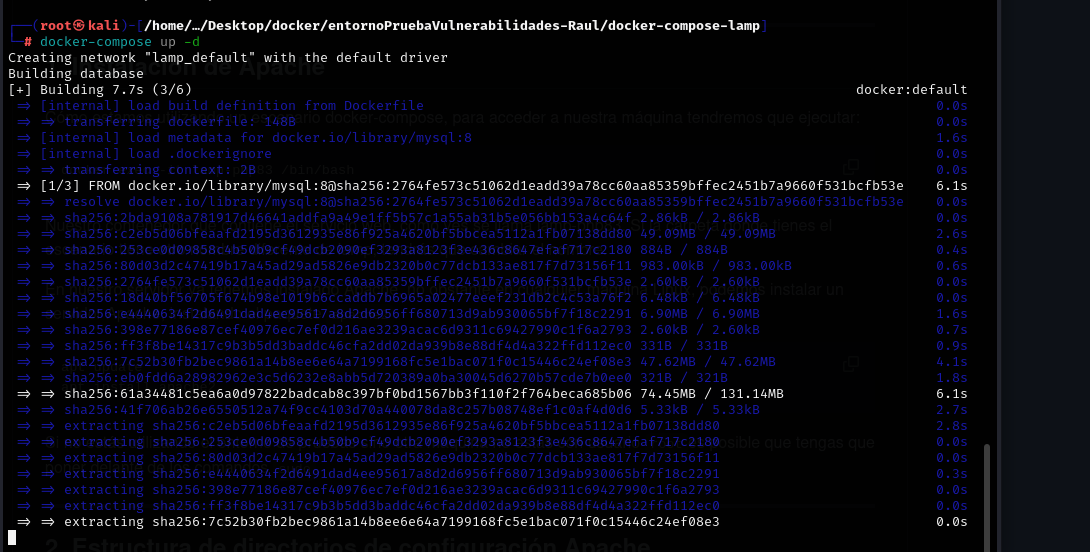 ┌──(root㉿kali)-[/home/…/Desktop/docker/entornoPruebaVulnerabilidades-Raul/docker-compose-lamp]
└─# docker-compose up -d
Creating network "lamp_default" with the default driver
Building database
[+] Building 7.7s (3/6) docker:default
=> [internal] load build definition from Dockerfile 0.0s
=> => transferring dockerfile: 148B 0.0s
=> [internal] load metadata for docker.io/library/mysql:8 1.6s
=> [internal] load .dockerignore 0.0s
=> => transferring context: 2B 0.0s
=> [1/3] FROM docker.io/library/mysql:8@sha256:2764fe573c51062d1eadd39a78cc60aa85359bffec2451b7a9660f531bcfb53e 6.1s
=> => resolve docker.io/library/mysql:8@sha256:2764fe573c51062d1eadd39a78cc60aa85359bffec2451b7a9660f531bcfb53e 0.0s
=> => sha256:2bda9108a781917d46641addfa9a49e1ff5b57c1a55ab31b5e056bb153a4c64f 2.86kB / 2.86kB 0.0s
=> => sha256:c2eb5d06bfeaafd2195d3612935e86f925a4620bf5bbcea5112a1fb07138dd80 49.09MB / 49.09MB 2.6s
=> => sha256:253ce0d09858c4b50b9cf49dcb2090ef3293a8123f3e436c8647efaf717c2180 884B / 884B 0.4s
=> => sha256:80d03d2c47419b17a45ad29ad5826e9db2320b0c77dcb133ae817f7d73156f11 983.00kB / 983.00kB 0.6s
=> => sha256:2764fe573c51062d1eadd39a78cc60aa85359bffec2451b7a9660f531bcfb53e 2.60kB / 2.60kB 0.0s
=> => sha256:18d40bf56705f674b98e1019b6ccaddb7b6965a02477eeef231db2c4c53a76f2 6.48kB / 6.48kB 0.0s
=> => sha256:e4440634f2d6491dad4ee95617a8d2d6956ff680713d9ab930065bf7f18c2291 6.90MB / 6.90MB 1.6s
=> => sha256:398e77186e87cef40976ec7ef0d216ae3239acac6d9311c69427990c1f6a2793 2.60kB / 2.60kB 0.7s
=> => sha256:ff3f8be14317c9b3b5dd3baddc46cfa2dd02da939b8e88df4d4a322ffd112ec0 331B / 331B 0.9s
=> => sha256:7c52b30fb2bec9861a14b8ee6e64a7199168fc5e1bac071f0c15446c24ef08e3 47.62MB / 47.62MB 4.1s
=> => sha256:eb0fdd6a28982962e3c5d6232e8abb5d720389a0ba30045d6270b57cde7b0ee0 321B / 321B 1.8s
=> => sha256:61a34481c5ea6a0d97822badcab8c397bf0bd1567bb3f110f2f764beca685b06 74.45MB / 131.14MB 6.1s
=> => sha256:41f706ab26e6550512a74f9cc4103d70a440078da8c257b08748ef1c0af4d0d6 5.33kB / 5.33kB 2.7s
=> => extracting sha256:c2eb5d06bfeaafd2195d3612935e86f925a4620bf5bbcea5112a1fb07138dd80 2.8s
=> => extracting sha256:253ce0d09858c4b50b9cf49dcb2090ef3293a8123f3e436c8647efaf717c2180 0.0s
=> => extracting sha256:80d03d2c47419b17a45ad29ad5826e9db2320b0c77dcb133ae817f7d73156f11 0.0s
=> => extracting sha256:e4440634f2d6491dad4ee95617a8d2d6956ff680713d9ab930065bf7f18c2291 0.3s
=> => extracting sha256:398e77186e87cef40976ec7ef0d216ae3239acac6d9311c69427990c1f6a2793 0.0s
=> => extracting sha256:ff3f8be14317c9b3b5dd3baddc46cfa2dd02da939b8e88df4d4a322ffd112ec0 0.0s
=> => extracting sha256:7c52b30fb2bec9861a14b8ee6e64a7199168fc5e1bac071f0c15446c24ef08e3 0.0s
2. Estructura de directorios de configuración Apache